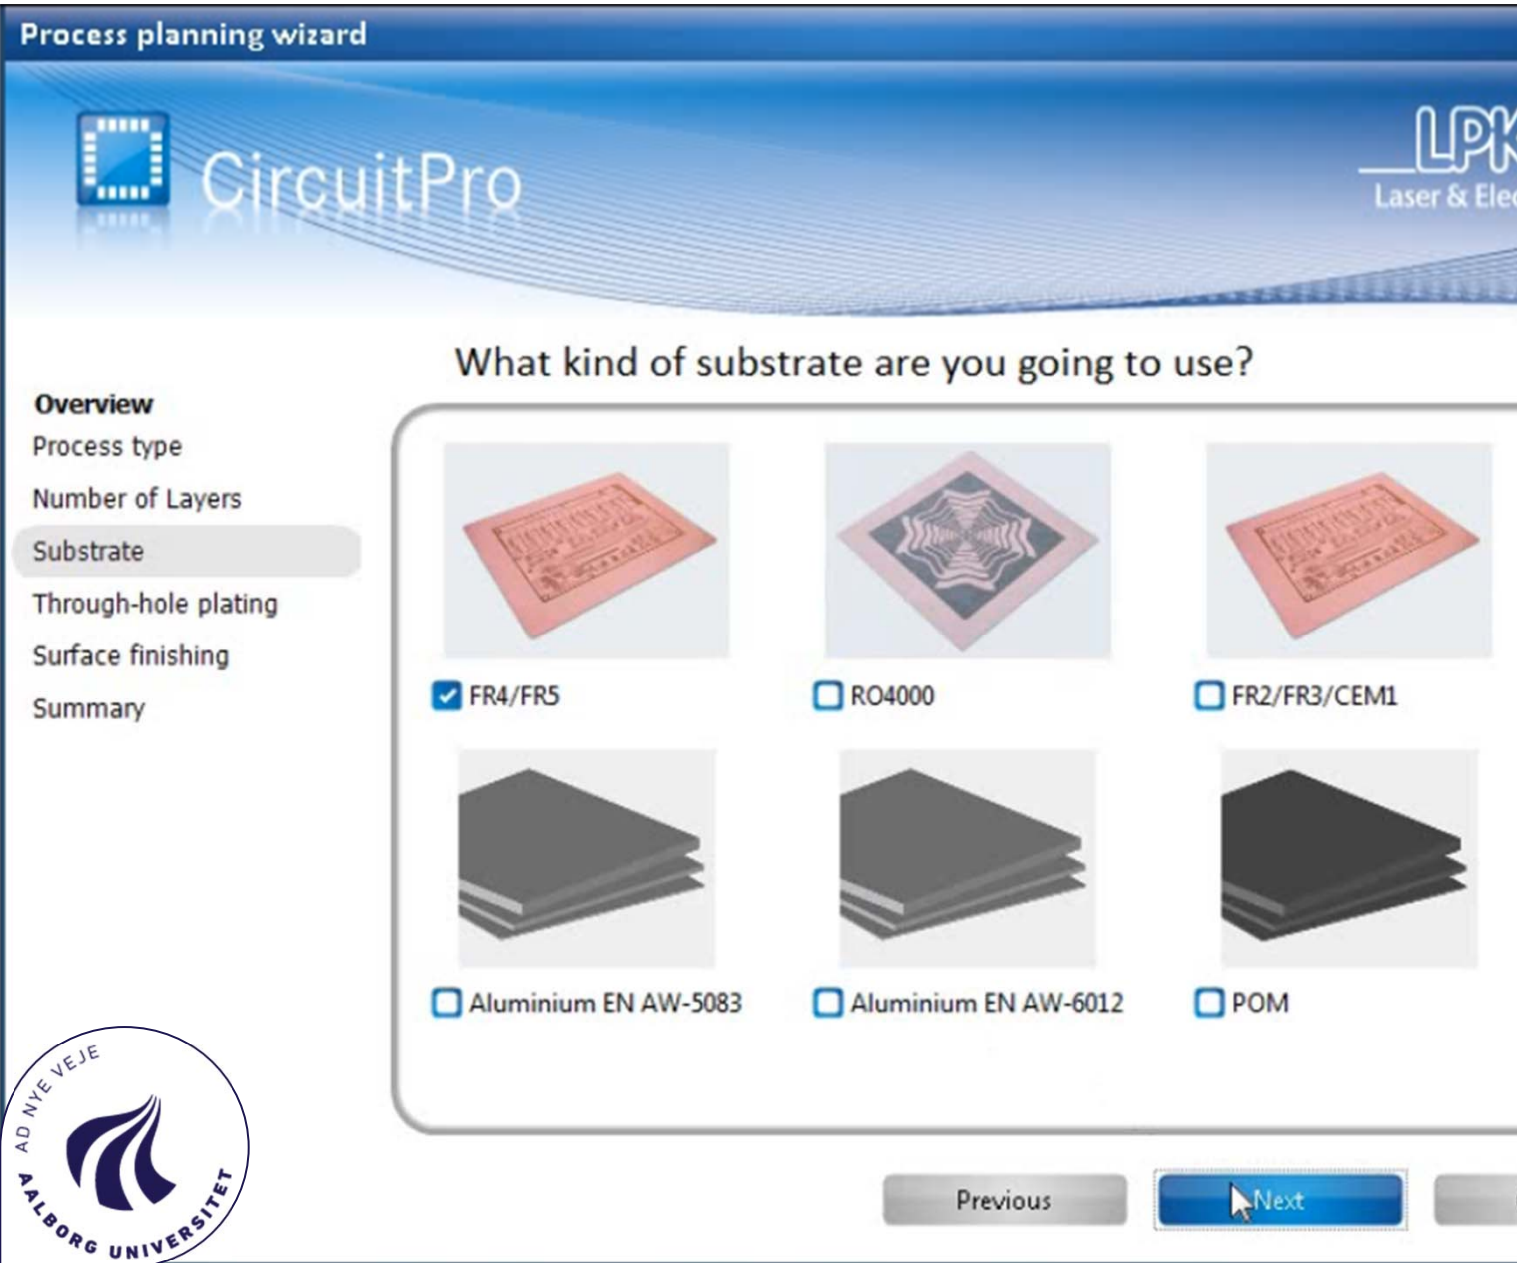 Process planning wizard
CircuitPro
LPK
Laser & Elec
What kind of substrate are you going to use?
Overview
Process type
Number of Layers
Substrate
Through-hole plating
Surface finishing
Summary
FR4/FR5
RO4000
FR2/FR3/CEM1
Aluminium EN AW-5083
Aluminium EN AW-6012
POM
AD NYE VEJE
AALBORG UNIVERSITET
Previous
Next